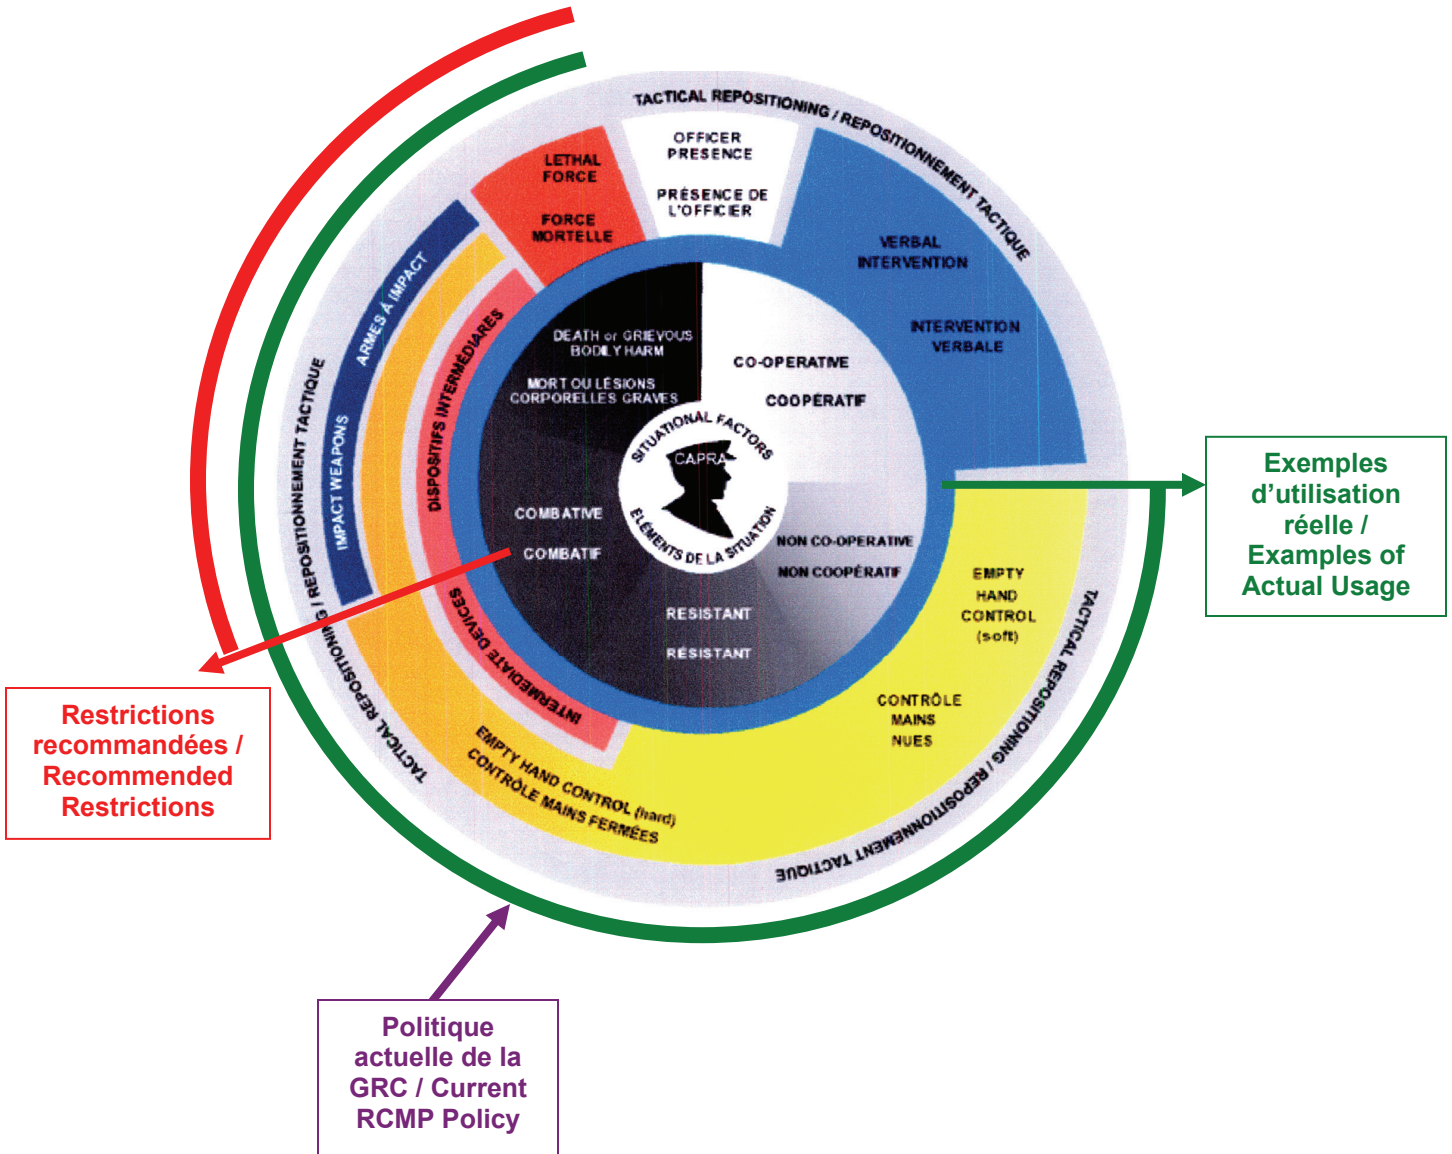 TACTICAL REPOSITIONING / REPOSITIONNEMENT TACTIQUE
OFFICER
PRESENCE
PRÉSENCE DE
L'OFFICIER
LETHAL
FORCE
FORCE
MORTELLE
VERBAL
INTERVENTION
INTERVENTION
VERBALE
IMPACT WEAPONS
ARMES À IMPACT
TACTICAL REPOSITIONING / REPOSITIONNEMENT TACTIQUE
INTERMEDIATE DEVICES
DISPOSITIFS INTERMÉDIARES
DEATH or GRIEVOUS
BODILY HARM
MORT OU LÉSIONS
CORPORELLES GRAVES
CO-OPERATIVE
COOPÉRATIF
SITUATIONAL FACTORS
CAPRA
ELÉMENTS DE LA SITUATION
COMBATIVE
COMBATIF
NON CO-OPERATIVE
NON COOPÉRATIF
RESISTANT
RÉSISTANT
EMPTY
HAND
CONTROL
(soft)
CONTRÔLE
MAINS
NUES
EMPTY HAND CONTROL (hard)
CONTRÔLE MAINS FERMÉES
TACTICAL REPOSITIONING / REPOSITIONNEMENT TACTIQUE
Exemples
d’utilisation
réelle /
Examples of
Actual Usage
Restrictions
recommandées /
Recommended
Restrictions
Politique
actuelle de la
GRC / Current
RCMP Policy